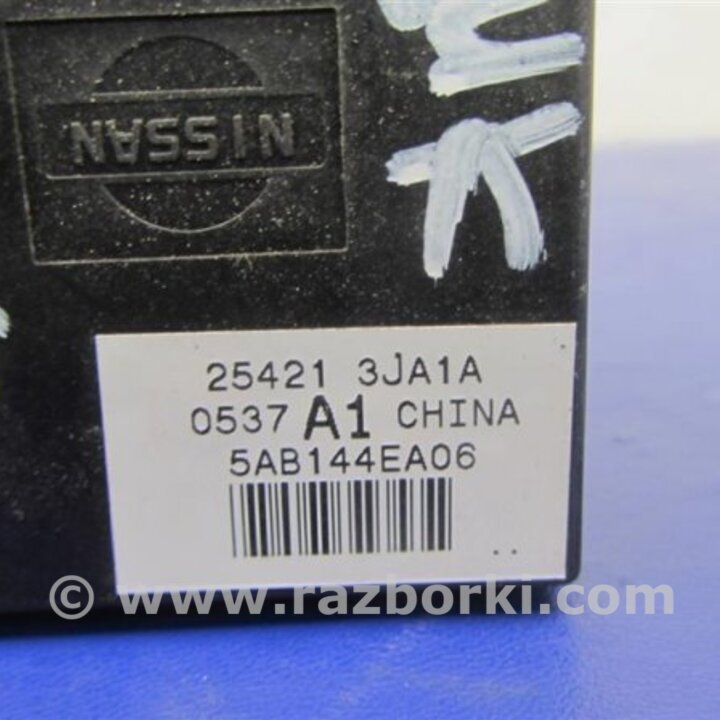 NISSAN
25421 3JA1A
0537 A1 CHINA
5AB144EA06
© www.razborki.com